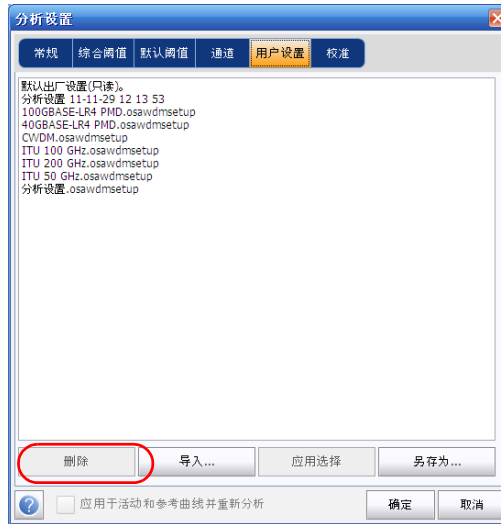 分析设置
常规 综合阈值 默认阈值 通道 用户设置 校准
默认出厂设置(只读)。
分析设置 11-11-29 12 13 53
100GBASE-LR4 PMD.osawdmsetup
40GBASE-LR4 PMD.osawdmsetup
CWDM.osawdmsetup
ITU 100 GHz.osawdmsetup
ITU 200 GHz.osawdmsetup
ITU 50 GHz.osawdmsetup
分析设置.osawdmsetup
删除 导入... 应用选择 另存为...
? 应用于活动和参考曲线并重新分析 确定 取消